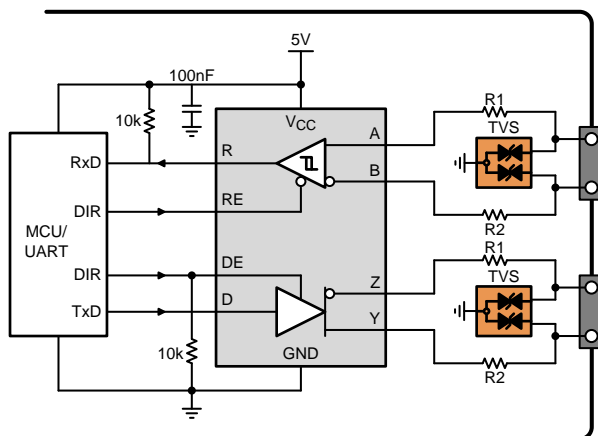 5V
100nF
10k
VCC
R1
TVS
A
RxD
R
B
DIR
RE
R2
MCU/
UART
R1
DIR
DE
Z
TVS
TxD
D
Y
10k
GND
R2